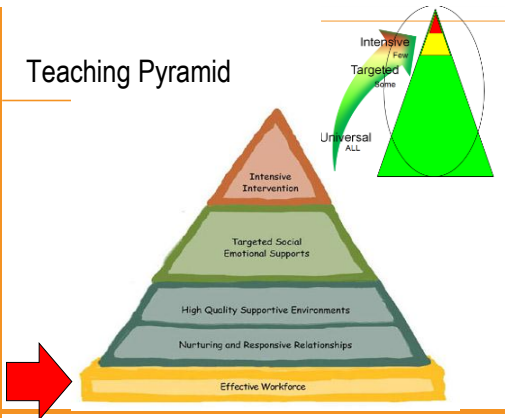 Teaching Pyramid
Intensive
Few
Targeted
Some
Universal
ALL
Intensive
Intervention
Targeted Social
Emotional Supports
High Quality Supportive Environments
Nurturing and Responsive Relationships
Effective Workforce